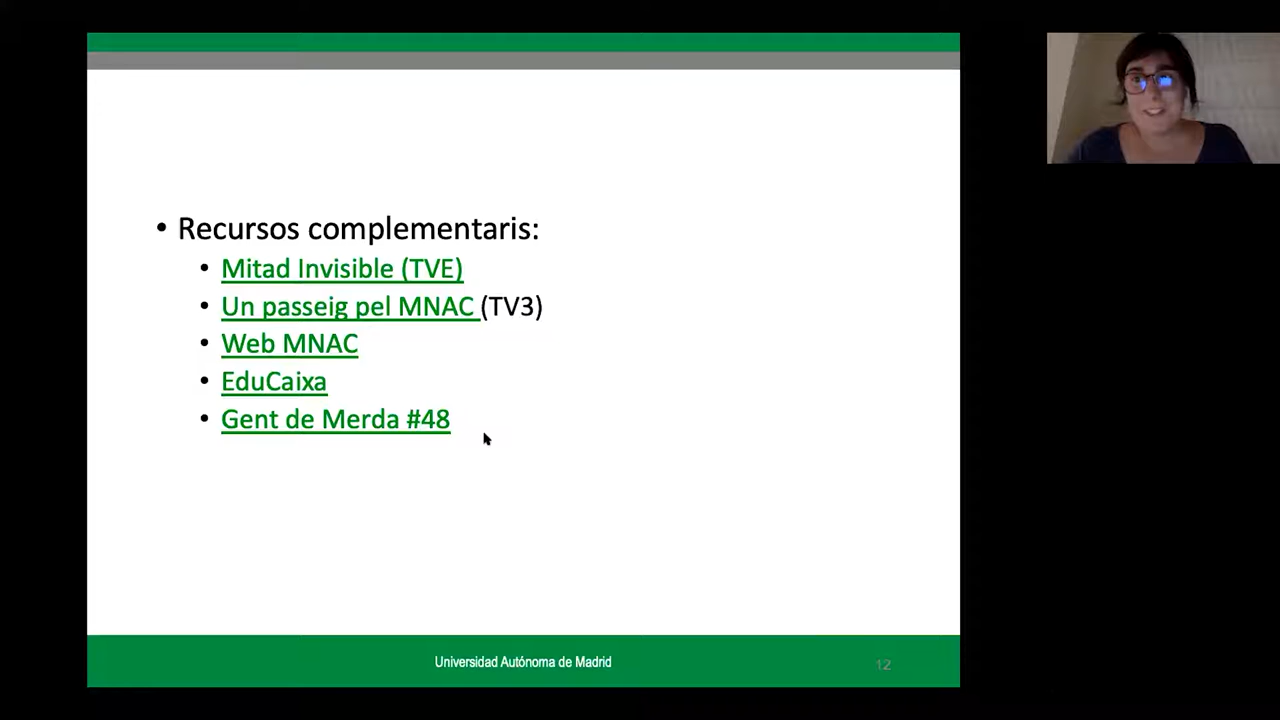 • Recursos complementaris:
• Mitad Invisible (TVE)
• Un passeig pel MNAC (TV3)
• Web MNAC
• EduCaixa
• Gent de Merda #48
Universidad Autónoma de Madrid
12